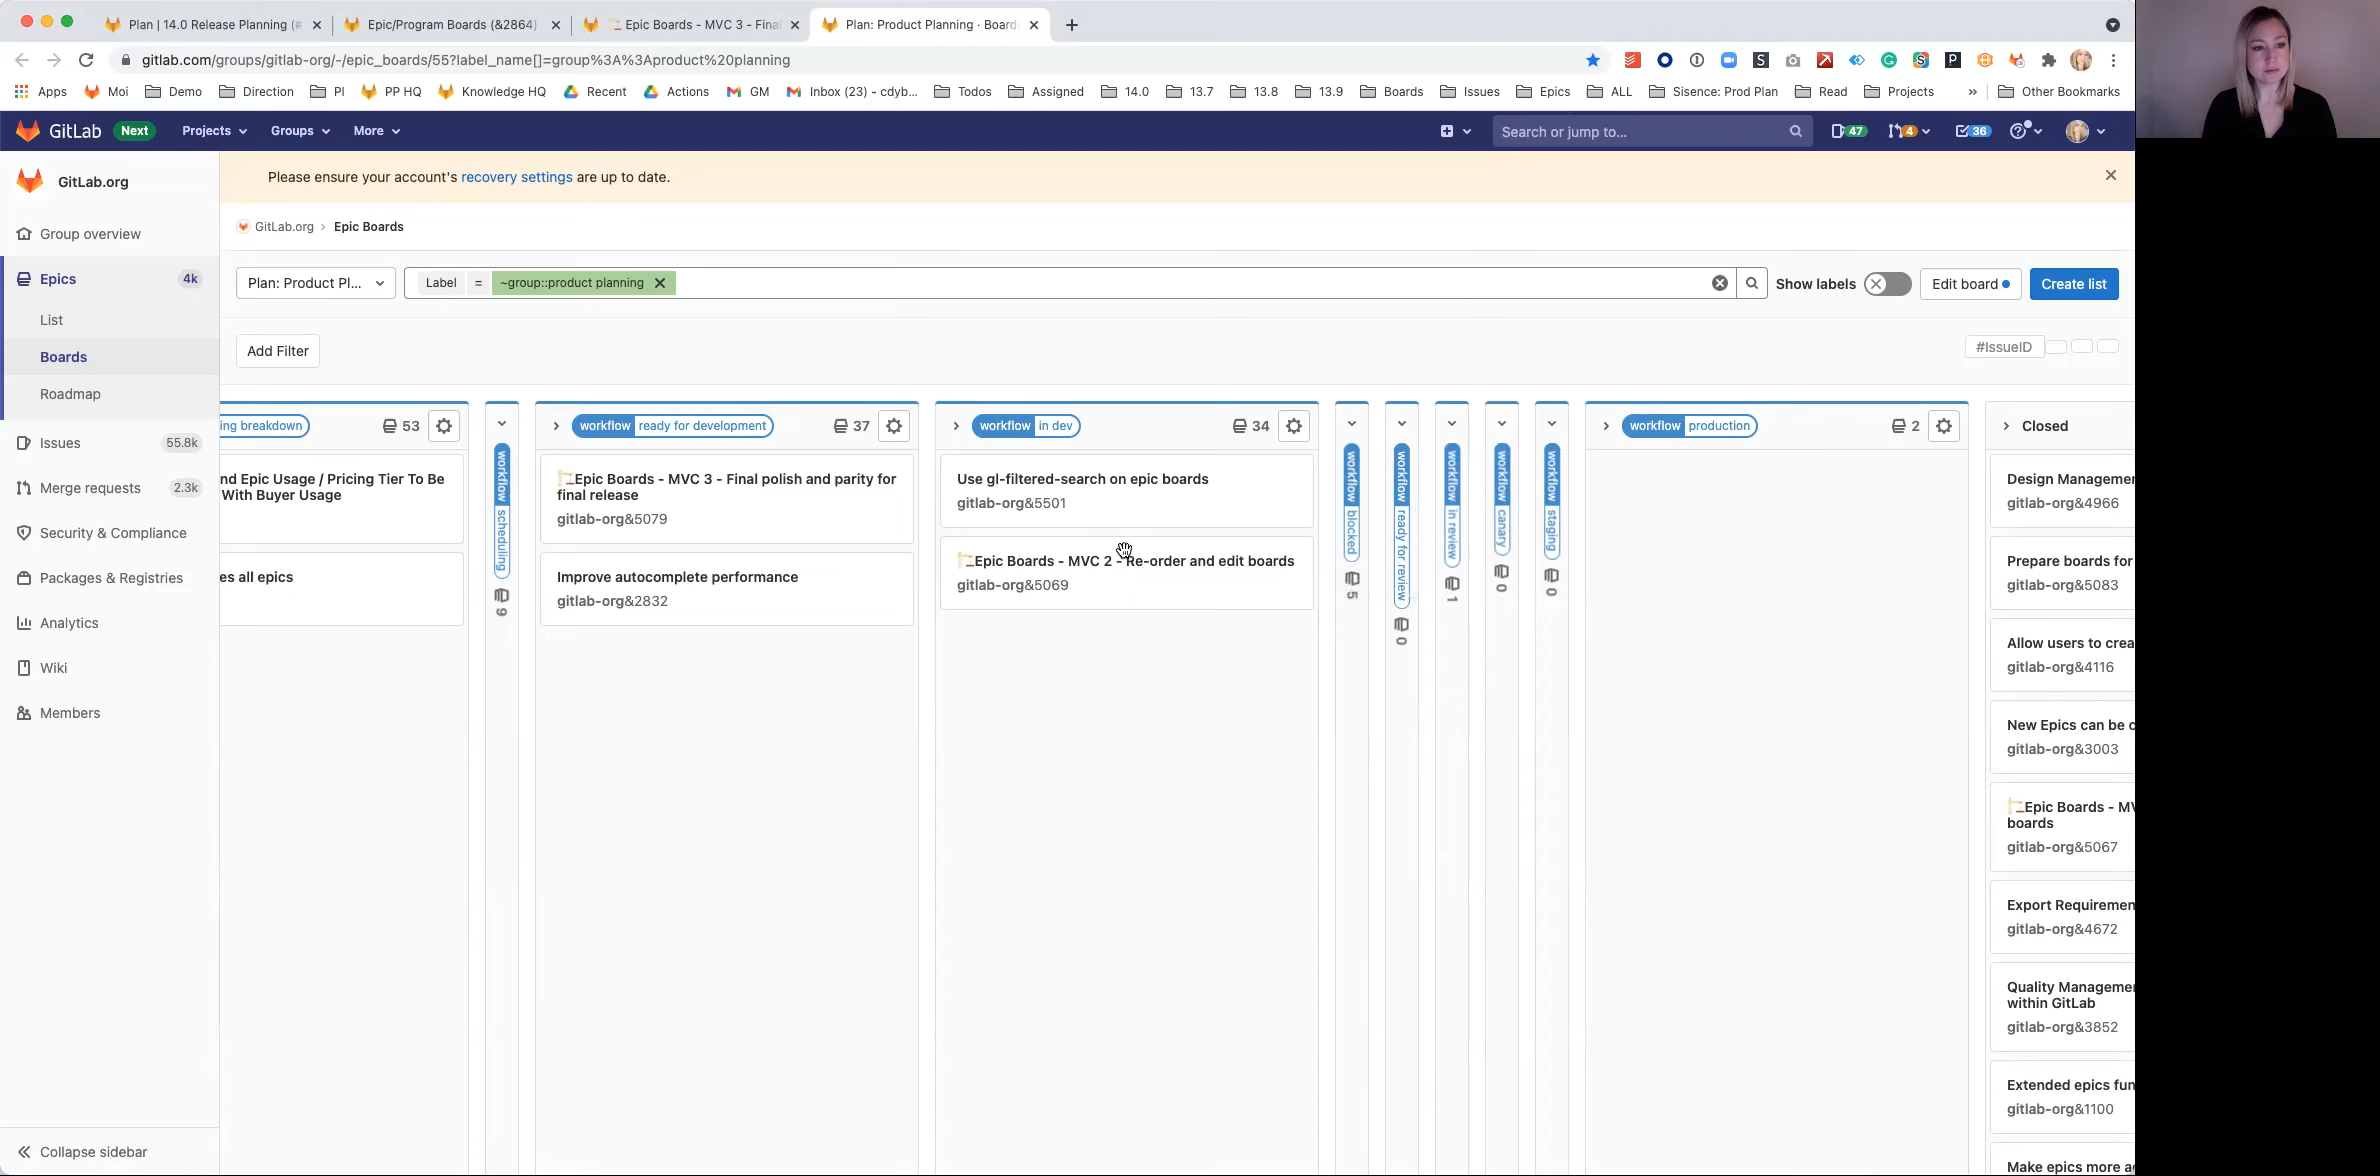 Plan | 14.0 Release Planning (#
Epic/Program Boards (&2864)
Epic Boards - MVC 3 - Final
Plan: Product Planning · Board
gitlab.com/groups/gitlab-org/-/epic_boards/55?label_name[]=group%3A%3Aproduct%20planning
Apps
Moi
Demo
Direction
PI
PP HQ
Knowledge HQ
Recent
Actions
GM
Inbox (23) - cdyb...
Todos
Assigned
14.0
13.7
13.8
13.9
Boards
Issues
Epics
ALL
Sisence: Prod Plan
Read
Projects
»
Other Bookmarks
GitLab
Next
Projects
Groups
More
Search or jump to...
47
4
36
GitLab.org
Group overview
Epics
4k
List
Boards
Roadmap
Issues
55.8k
Merge requests
2.3k
Security & Compliance
Packages & Registries
Analytics
Wiki
Members
Collapse sidebar
Please ensure your account's recovery settings are up to date.
GitLab.org › Epic Boards
Plan: Product Pl...
Label
=
~group::product planning
Show labels
Edit board
Create list
Add Filter
#IssueID
ing breakdown
53
nd Epic Usage / Pricing Tier To Be
With Buyer Usage
es all epics
workflow scheduling
9
workflow ready for development
37
Epic Boards - MVC 3 - Final polish and parity for
final release
gitlab-org&5079
Improve autocomplete performance
gitlab-org&2832
workflow in dev
34
Use gl-filtered-search on epic boards
gitlab-org&5501
Epic Boards - MVC 2 - Re-order and edit boards
gitlab-org&5069
workflow blocked
5
workflow ready for review
0
workflow in review
1
workflow canary
0
workflow staging
0
workflow production
2
Closed
Design Managemen
gitlab-org&4966
Prepare boards for
gitlab-org&5083
Allow users to crea
gitlab-org&4116
New Epics can be c
gitlab-org&3003
Epic Boards - MV
boards
gitlab-org&5067
Export Requiremen
gitlab-org&4672
Quality Managemen
within GitLab
gitlab-org&3852
Extended epics fun
gitlab-org&1100
Make epics more a